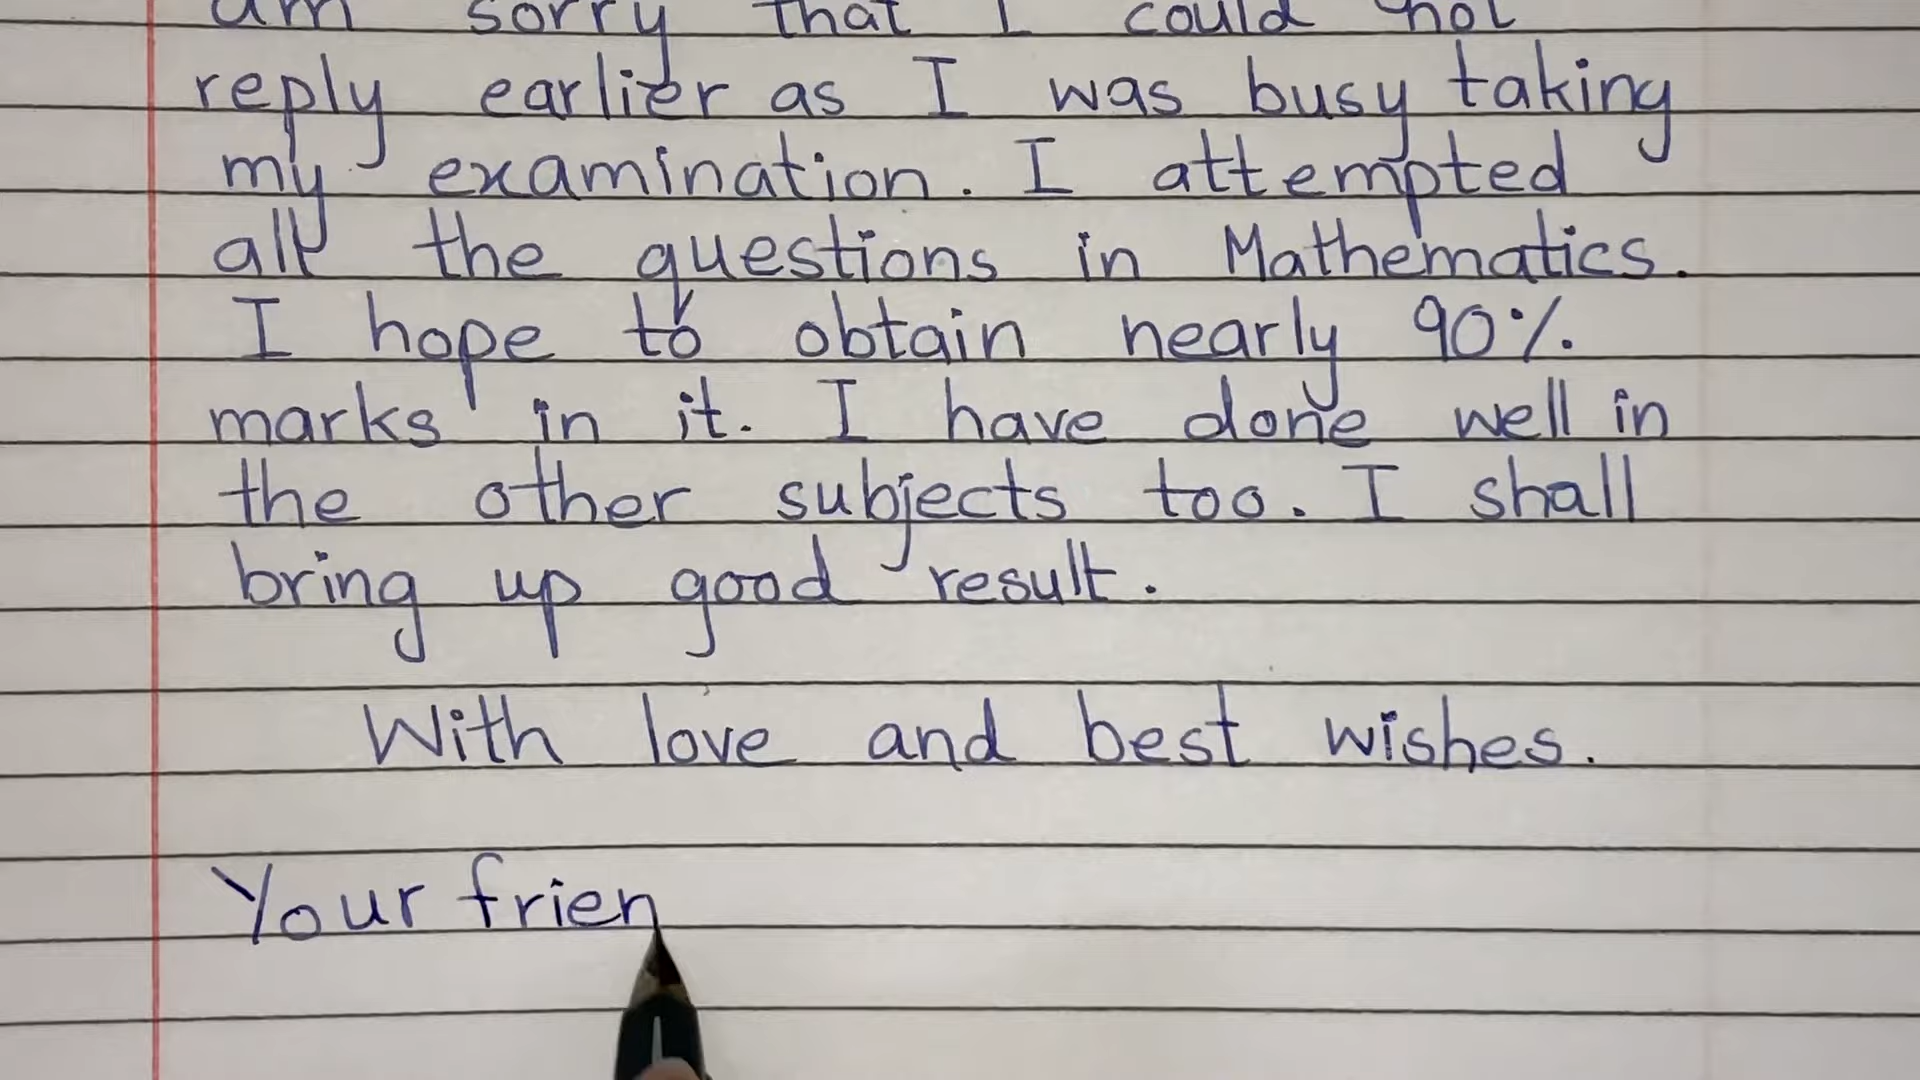 am sorry that I could not
reply earlier as I was busy taking
my examination. I attempted
all the questions in Mathematics.
I hope to obtain nearly 90%
marks in it. I have done well in
the other subjects too. I shall
bring up good result.
With love and best wishes.
Your frien